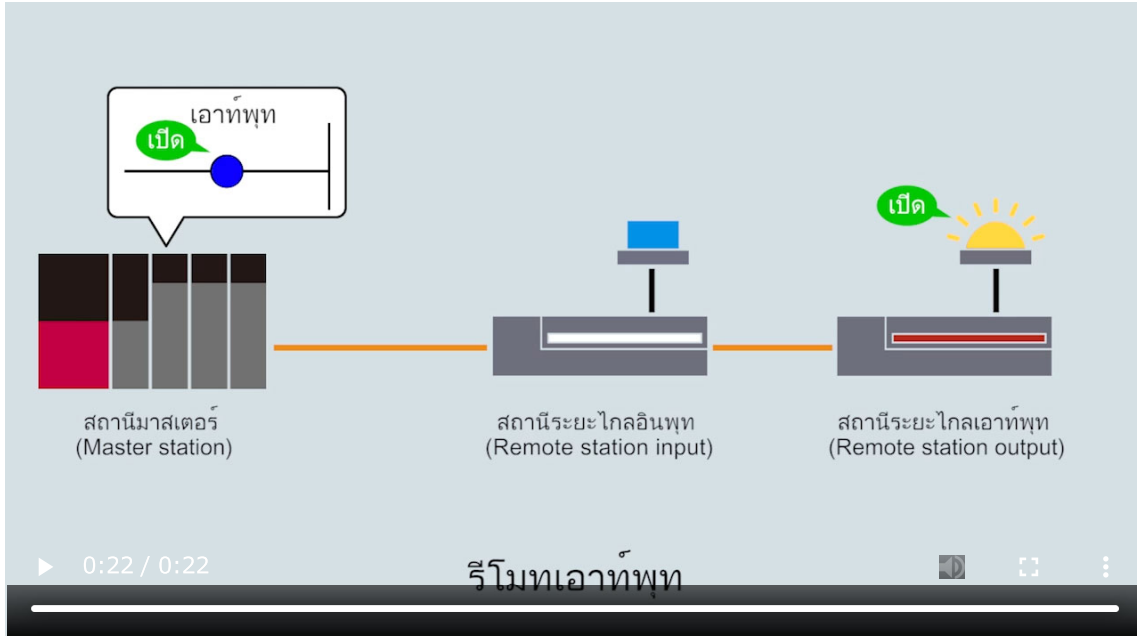 เอาท์พุท
เปิด
เปิด
สถานีมาสเตอร์
(Master station)
สถานีระยะไกลอินพุท
(Remote station input)
สถานีระยะไกลเอาท์พุท
(Remote station output)
0:22 / 0:22
รีโมทเอาท์พุท